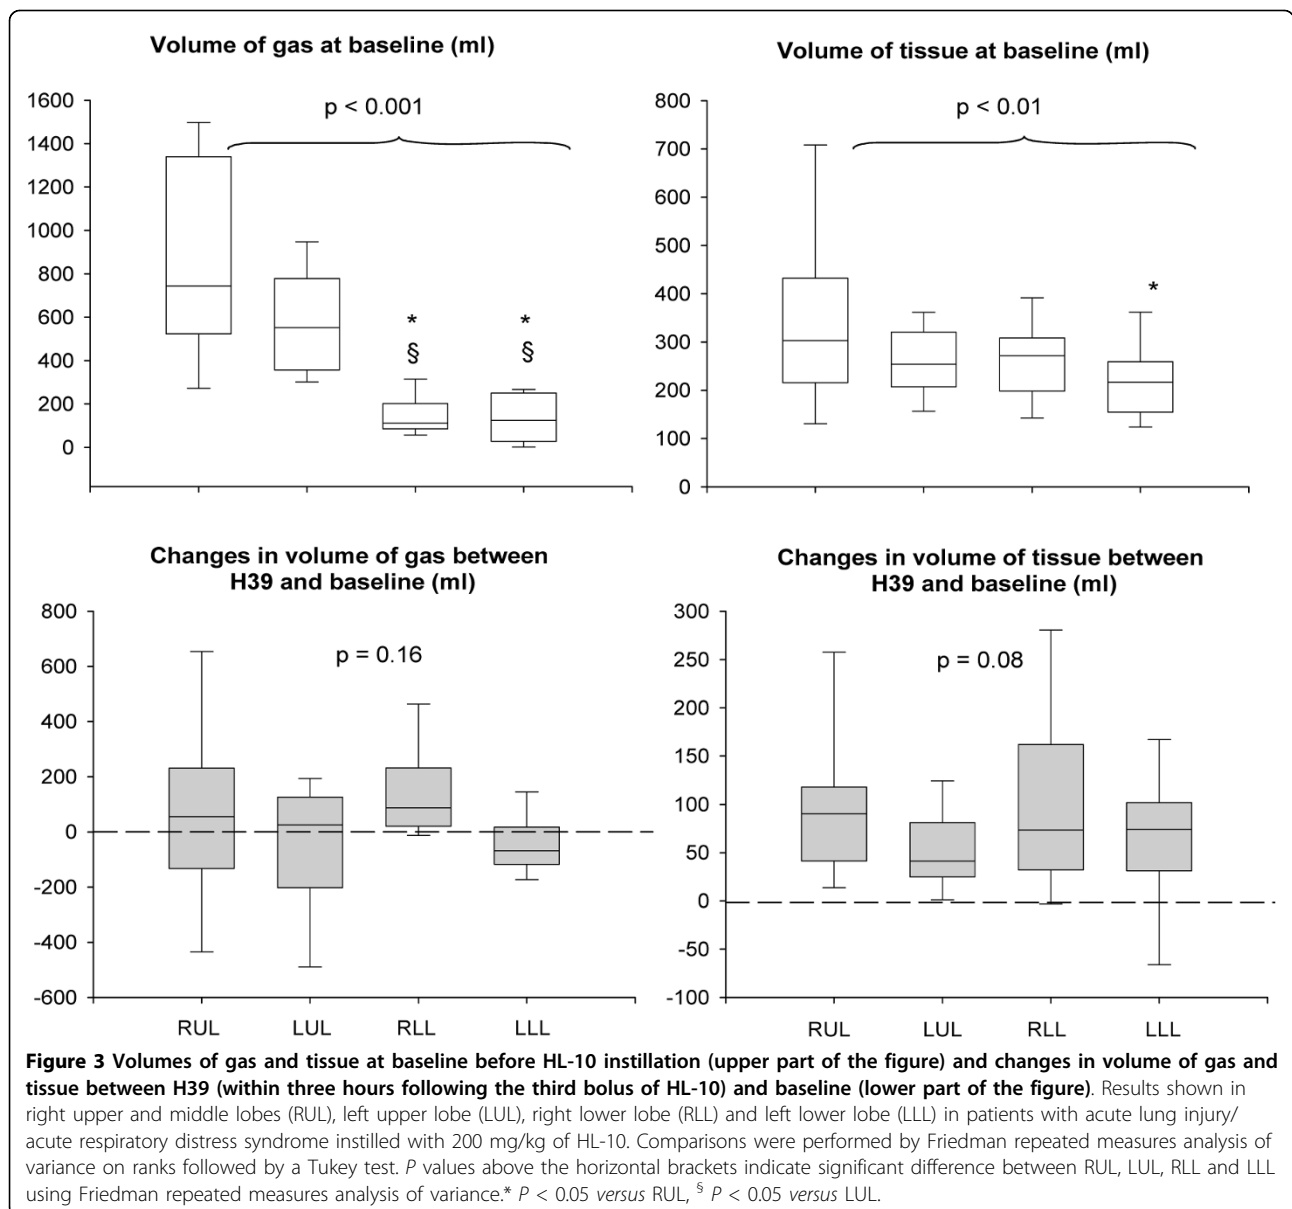 Volume of gas at baseline (ml)
1600
1400
1200
1000
800
600
400
200
0
p < 0.001
*
§
*
§
Volume of tissue at baseline (ml)
800
700
600
500
400
300
200
100
0
p < 0.01
*
Changes in volume of gas between
H39 and baseline (ml)
800
600
400
200
0
-200
-400
-600
p = 0.16
RUL LUL RLL LLL
Changes in volume of tissue between
H39 and baseline (ml)
300
250
200
150
100
50
0
-50
-100
p = 0.08
RUL LUL RLL LLL
Figure 3 Volumes of gas and tissue at baseline before HL-10 instillation (upper part of the figure) and changes in volume of gas and
tissue between H39 (within three hours following the third bolus of HL-10) and baseline (lower part of the figure). Results shown in
right upper and middle lobes (RUL), left upper lobe (LUL), right lower lobe (RLL) and left lower lobe (LLL) in patients with acute lung injury/
acute respiratory distress syndrome instilled with 200 mg/kg of HL-10. Comparisons were performed by Friedman repeated measures analysis of
variance on ranks followed by a Tukey test. P values above the horizontal brackets indicate significant difference between RUL, LUL, RLL and LLL
using Friedman repeated measures analysis of variance.* P < 0.05 versus RUL, § P < 0.05 versus LUL.